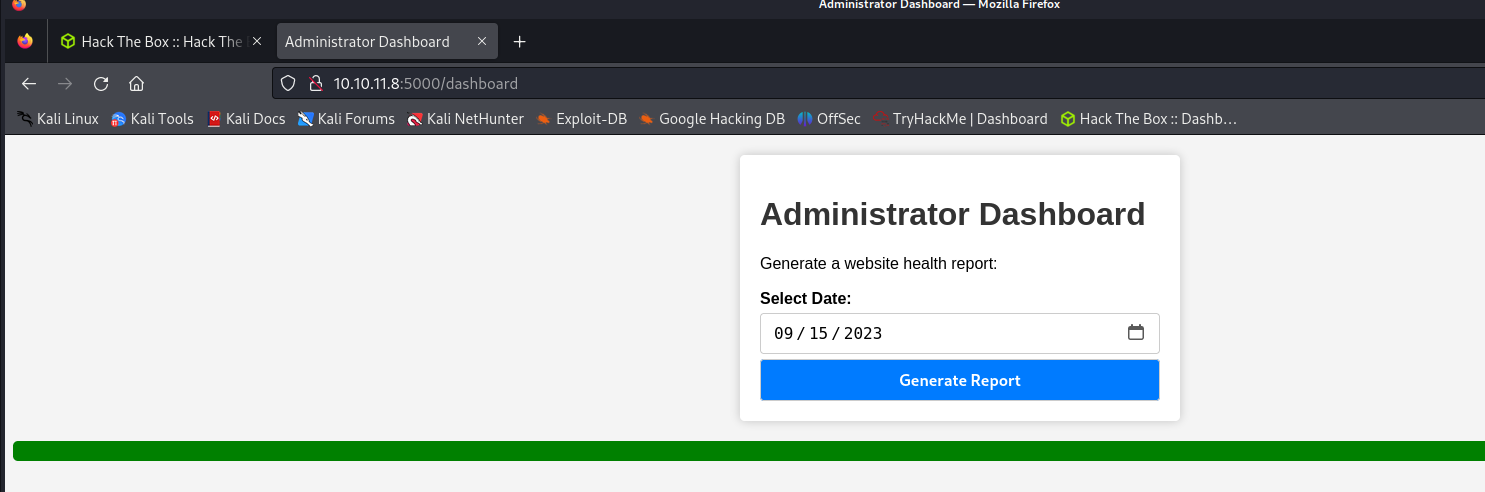 Administrator Dashboard — Mozilla Firefox
Hack The Box :: Hack The
Administrator Dashboard
10.10.11.8:5000/dashboard
Kali Linux Kali Tools Kali Docs Kali Forums Kali NetHunter Exploit-DB Google Hacking DB OffSec TryHackMe | Dashboard Hack The Box :: Dashb…
Administrator Dashboard
Generate a website health report:
Select Date:
09/15/2023
Generate Report